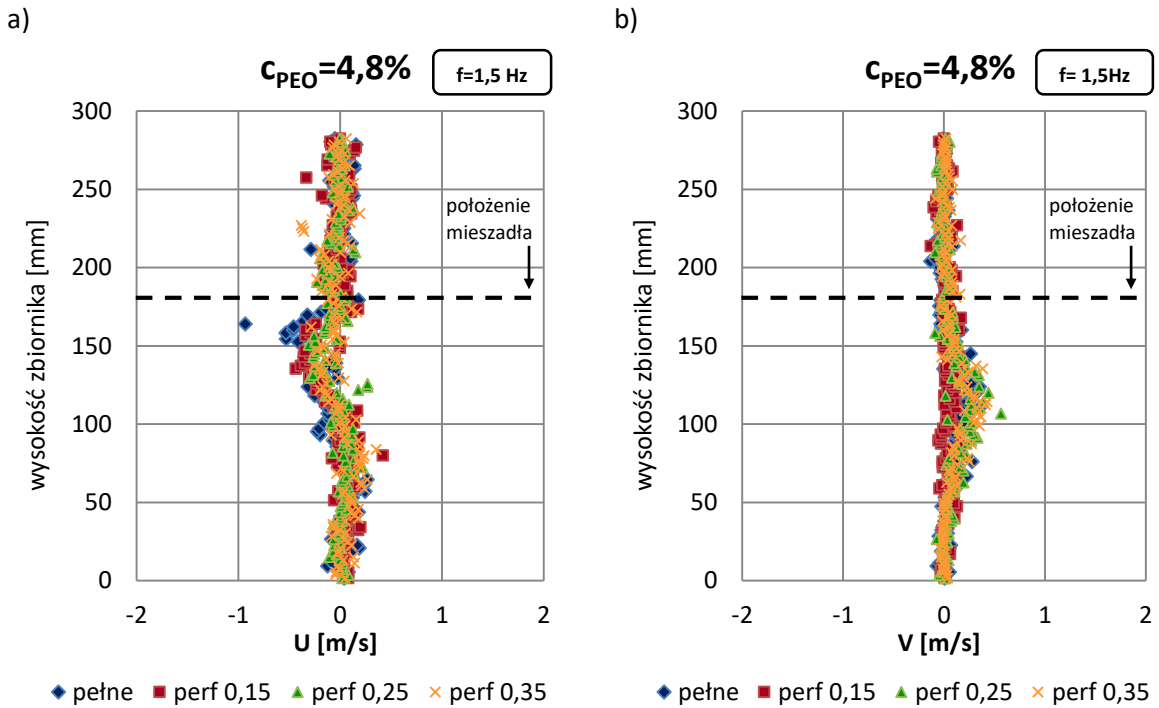 a)
c_PEO=4,8%
f=1,5 Hz
wysokość zbiornika [mm]
300
250
200
150
100
50
0
położenie
mieszadła
-2 -1 0 1 2
U [m/s]
pełne perf 0,15 perf 0,25 perf 0,35
b)
c_PEO=4,8%
f= 1,5Hz
wysokość zbiornika [mm]
300
250
200
150
100
50
0
położenie
mieszadła
-2 -1 0 1 2
V [m/s]
pełne perf 0,15 perf 0,25 perf 0,35